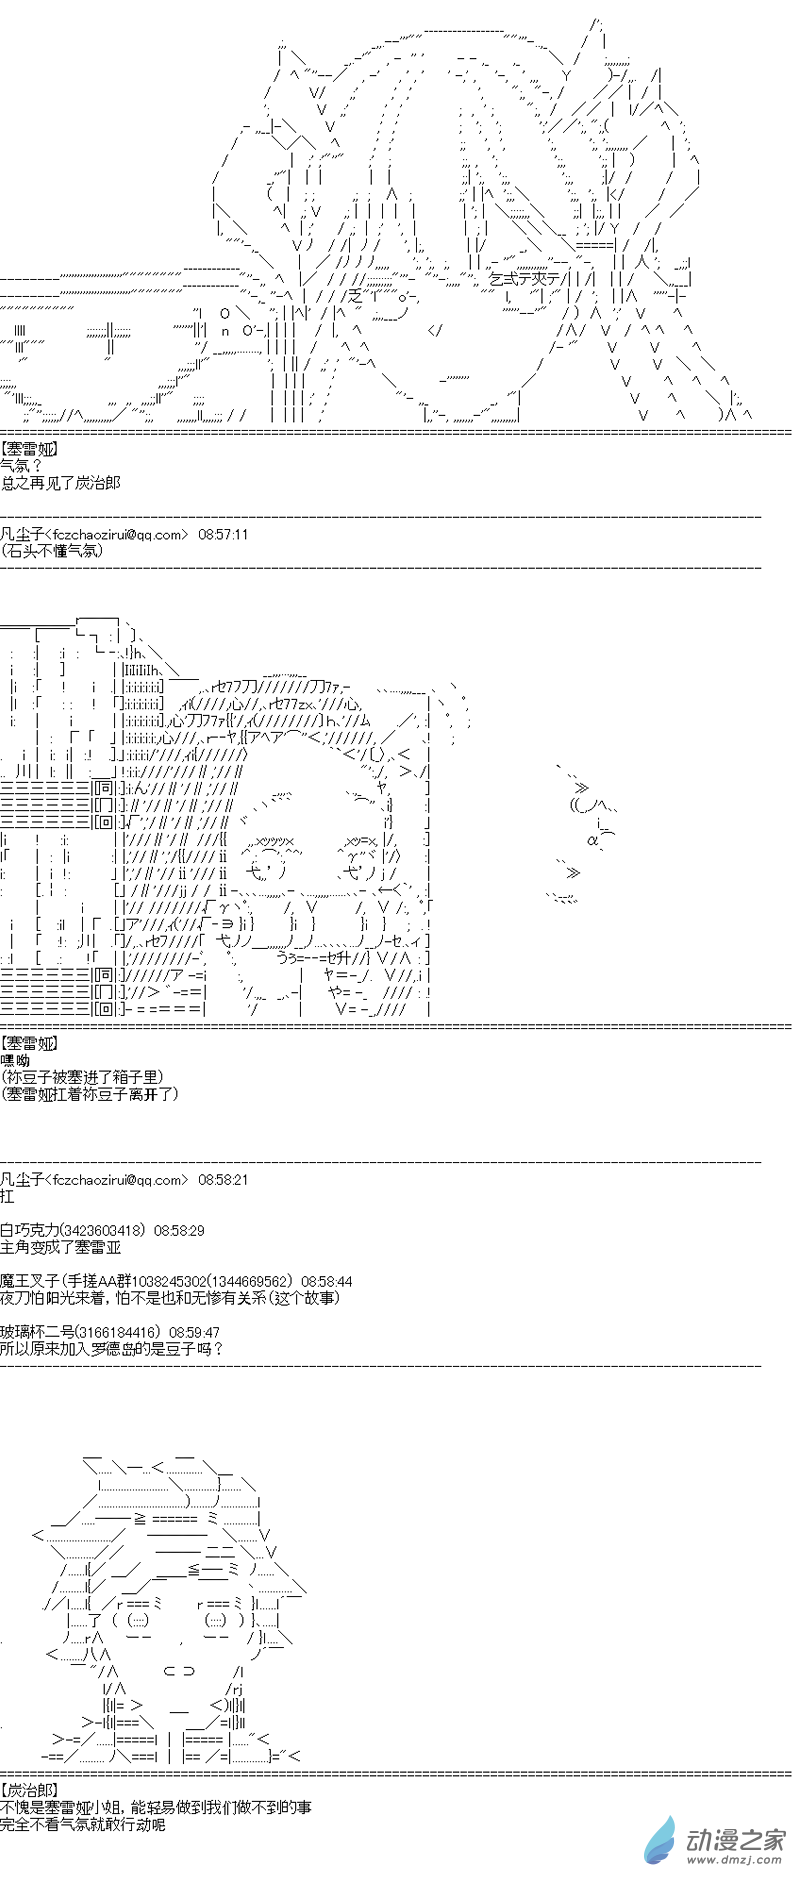 【塞雷娅】
气氛？
总之再见了炭治郎
凡尘子<fczchaozirui@qq.com> 08:57:11
(石头不懂气氛)
【塞雷娅】
嘿呦
(祢豆子被塞进了箱子里)
(塞雷娅扛着祢豆子离开了)
凡尘子<fczchaozirui@qq.com> 08:58:21
扛
白巧克力(3423603418) 08:58:29
主角变成了塞雷亚
魔王叉子(手搓AA群1038245302(1344669562) 08:58:44
夜刀怕阳光来着，怕不是也和无惨有关系(这个故事)
玻璃杯二号(3166184416) 08:59:47
所以原来加入罗德岛的是豆子吗？
【炭治郎】
不愧是塞雷娅小姐，能轻易做到我们做不到的事
完全不看气氛就敢行动呢
动漫之家
www.dmzj.com